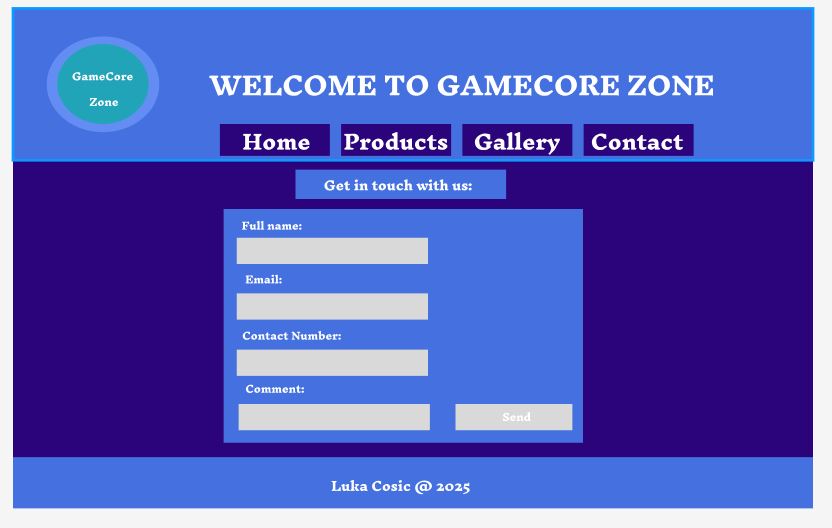 GameCore
Zone
WELCOME TO GAMECORE ZONE
Home Products Gallery Contact
Get in touch with us:
Full name:
Email:
Contact Number:
Comment:
Send
Luka Cosic @ 2025